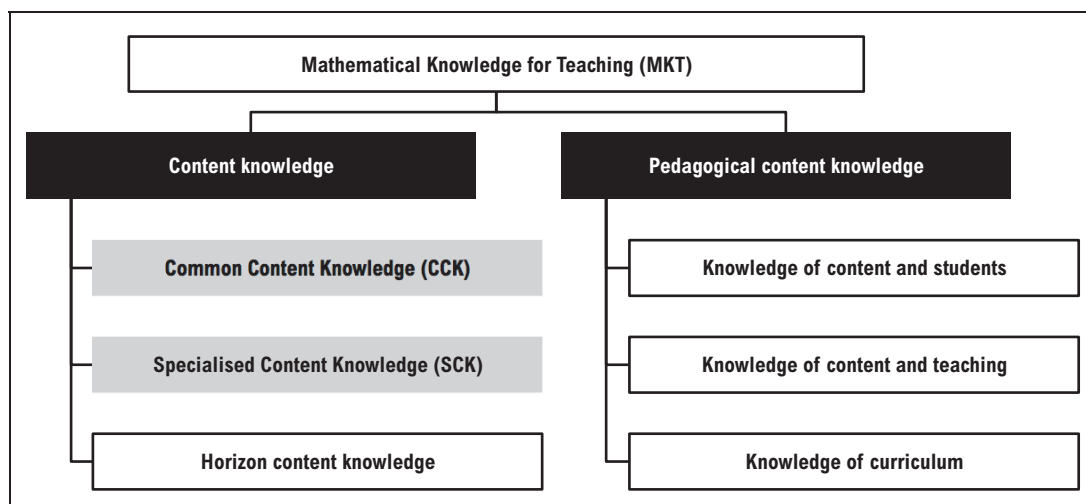 Mathematical Knowledge for Teaching (MKT)
Content knowledge
Pedagogical content knowledge
Common Content Knowledge (CCK)
Knowledge of content and students
Specialised Content Knowledge (SCK)
Knowledge of content and teaching
Horizon content knowledge
Knowledge of curriculum